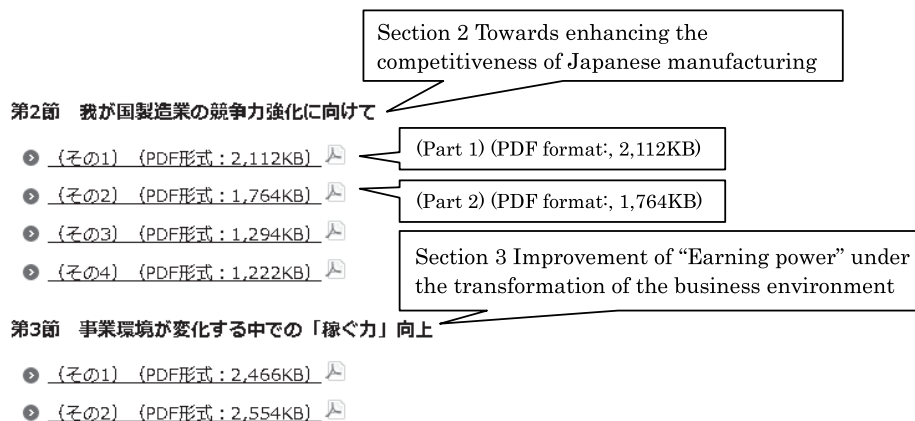 Section 2 Towards enhancing the
competitiveness of Japanese manufacturing
第2節 我が国製造業の競争力強化に向けて
(その1) (PDF形式:2,112KB)
(Part 1) (PDF format:, 2,112KB)
(その2) (PDF形式:1,764KB)
(Part 2) (PDF format:, 1,764KB)
(その3) (PDF形式:1,294KB)
(その4) (PDF形式:1,222KB)
Section 3 Improvement of “Earning power” under
the transformation of the business environment
第3節 事業環境が変化する中での「稼ぐ力」向上
(その1) (PDF形式:2,466KB)
(その2) (PDF形式:2,554KB)